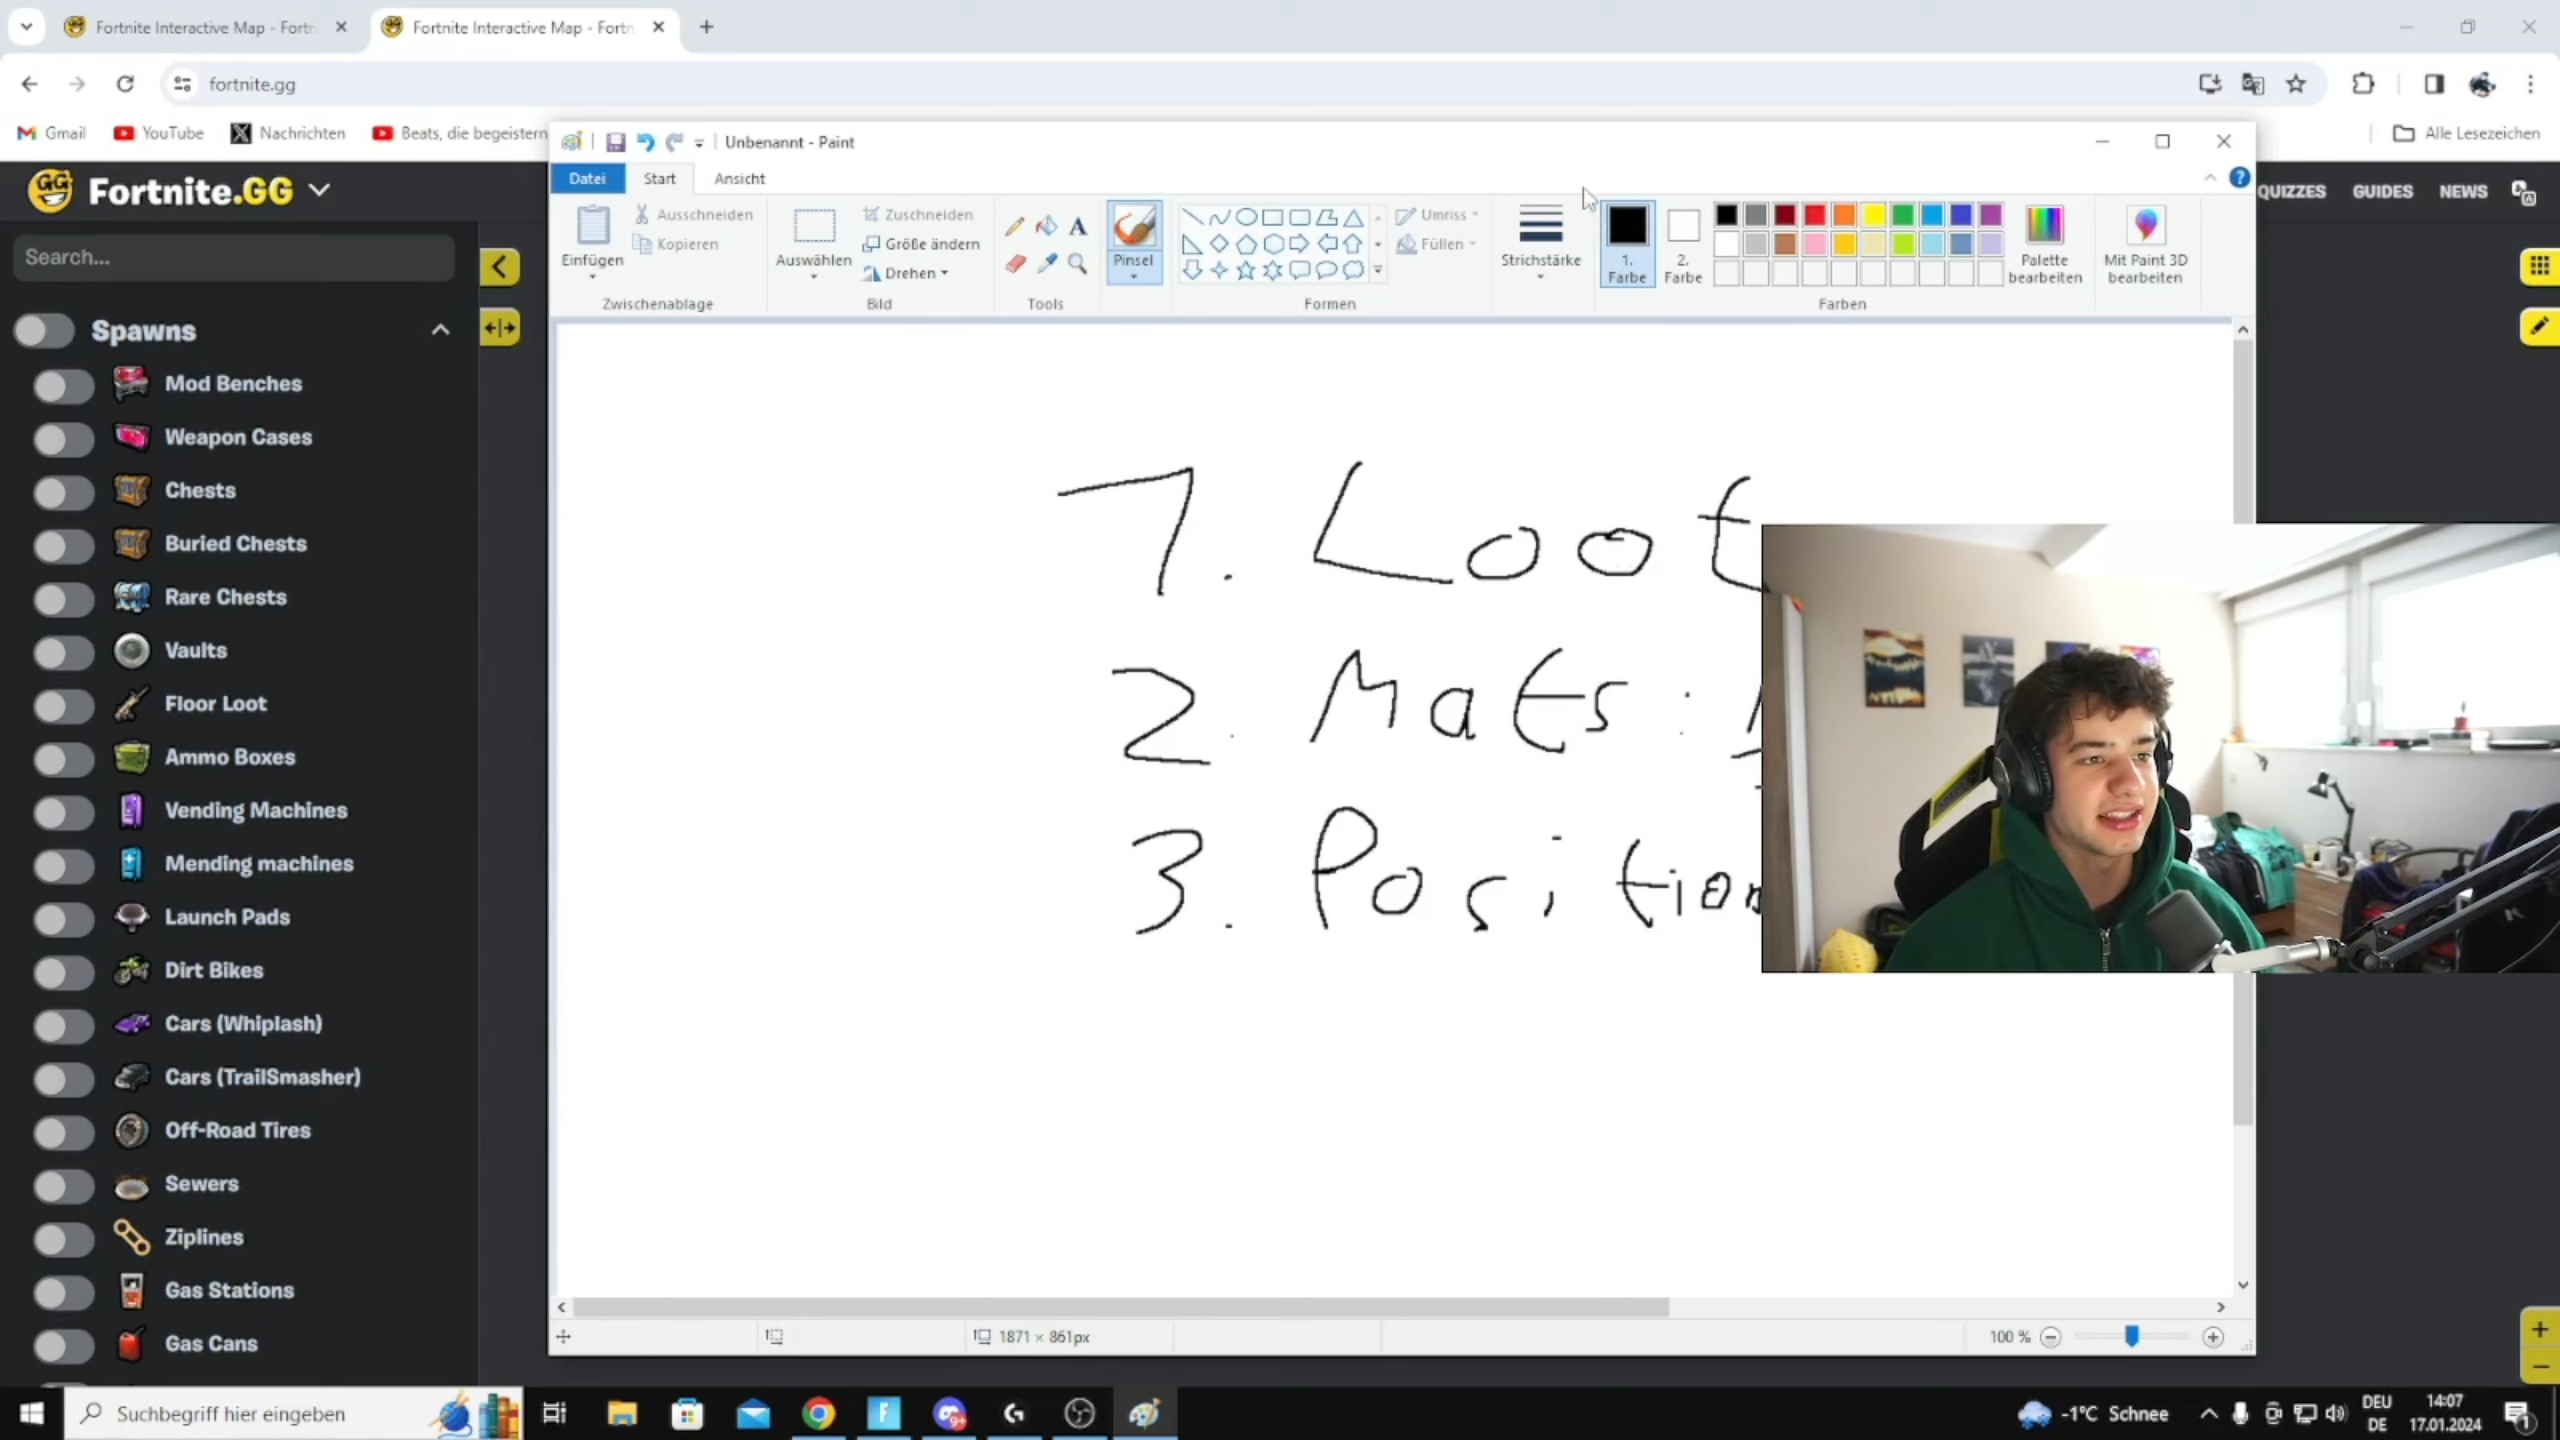 Fortnite Interactive Map - Fortn
Fortnite Interactive Map - Fortn
fortnite.gg
Gmail
YouTube
Nachrichten
Beats, die begeistern
Alle Lesezeichen
Unbenannt - Paint
Datei
Start
Ansicht
Einfügen
Ausschneiden
Kopieren
Zwischenablage
Auswählen
Zuschneiden
Größe ändern
Drehen
Bild
A
Tools
Pinsel
Umriss
Füllen
Formen
Strichstärke
1.
Farbe
2.
Farbe
Palette
bearbeiten
Mit Paint 3D
bearbeiten
Farben
Fortnite.GG
QUIZZES
GUIDES
NEWS
Search...
Spawns
Mod Benches
Weapon Cases
Chests
Buried Chests
Rare Chests
Vaults
Floor Loot
Ammo Boxes
Vending Machines
Mending machines
Launch Pads
Dirt Bikes
Cars (Whiplash)
Cars (TrailSmasher)
Off-Road Tires
Sewers
Ziplines
Gas Stations
Gas Cans
1. Loot
2. Mats :
3. Position
1871 × 861px
100 %
Suchbegriff hier eingeben
9+
-1°C Schnee
DEU
DE
14:07
17.01.2024
1